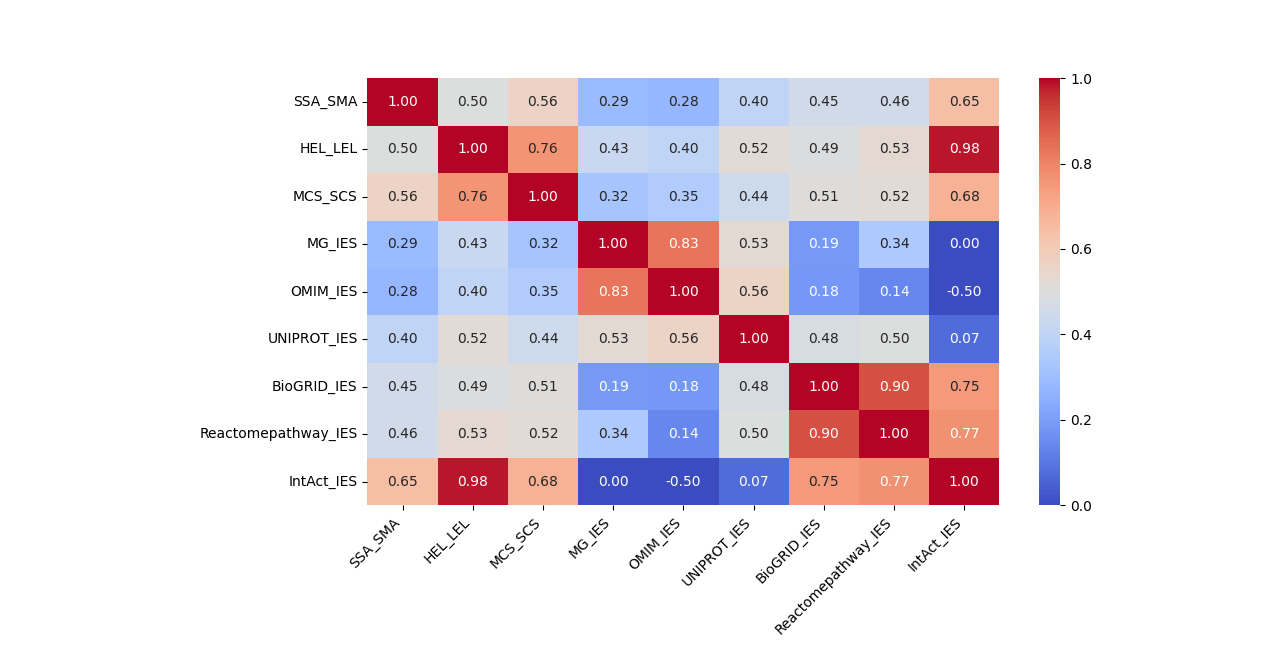 SSA_SMA 1.00 0.50 0.56 0.29 0.28 0.40 0.45 0.46 0.65
HEL_LEL 0.50 1.00 0.76 0.43 0.40 0.52 0.49 0.53 0.98
MCS_SCS 0.56 0.76 1.00 0.32 0.35 0.44 0.51 0.52 0.68
MG_IES 0.29 0.43 0.32 1.00 0.83 0.53 0.19 0.34 0.00
OMIM_IES 0.28 0.40 0.35 0.83 1.00 0.56 0.18 0.14 -0.50
UNIPROT_IES 0.40 0.52 0.44 0.53 0.56 1.00 0.48 0.50 0.07
BioGRID_IES 0.45 0.49 0.51 0.19 0.18 0.48 1.00 0.90 0.75
Reactomepathway_IES 0.46 0.53 0.52 0.34 0.14 0.50 0.90 1.00 0.77
IntAct_IES 0.65 0.98 0.68 0.00 -0.50 0.07 0.75 0.77 1.00
SSA_SMA
HEL_LEL
MCS_SCS
MG_IES
OMIM_IES
UNIPROT_IES
BioGRID_IES
Reactomepathway_IES
IntAct_IES
1.0
0.8
0.6
0.4
0.2
0.0